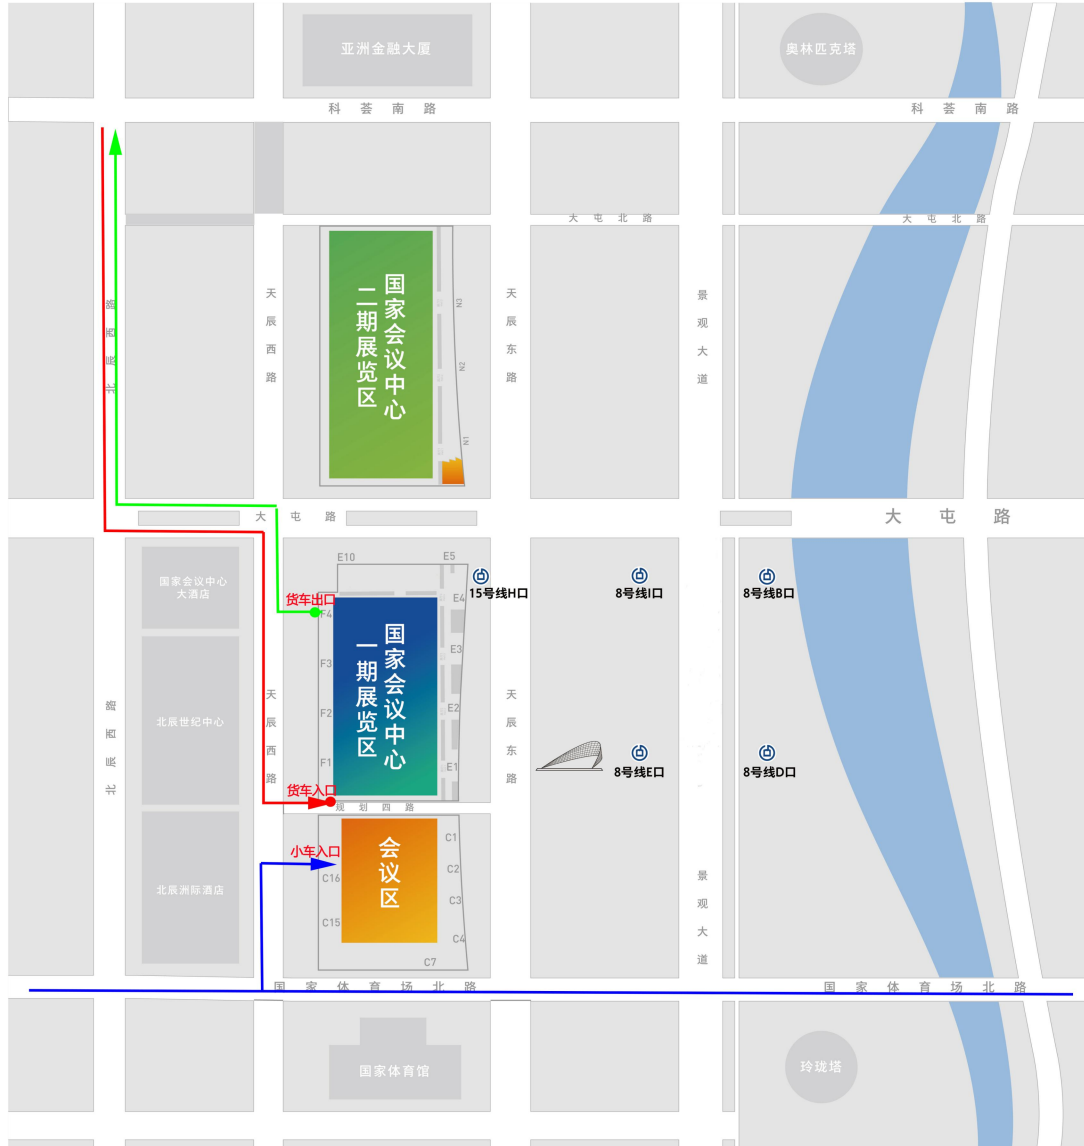 亚洲金融大厦
奥林匹克塔
科荟南路
科荟南路
大屯北路
大屯北路
北辰西路
天辰西路
国家会议中心
二期展览区
N3
N2
N1
天辰东路
景观大道
大屯路
大屯路
国家会议中心
大酒店
E10
E5
15号线H口
8号线I口
8号线B口
货车出口
F4
E4
国家会议中心
一期展览区
F3
E3
F2
E2
F1
E1
北辰世纪中心
北辰西路
天辰西路
天辰东路
8号线E口
8号线D口
货车入口
规划四路
小车入口
会议区
C1
C2
C16
C3
C15
C4
C7
北辰洲际酒店
景观大道
国家体育场北路
国家体育场北路
国家体育馆
玲珑塔